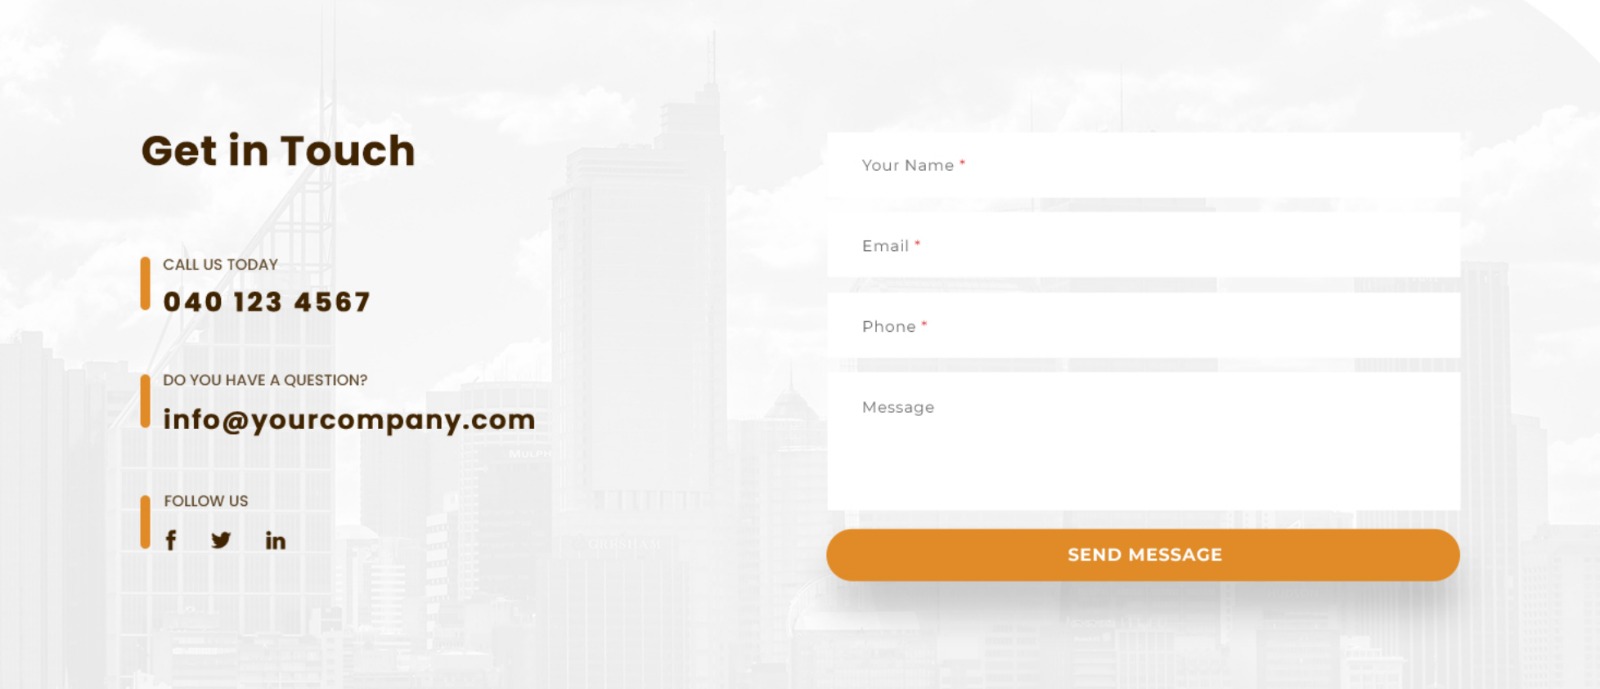 Get in Touch
CALL US TODAY
040 123 4567
DO YOU HAVE A QUESTION?
info@yourcompany.com
FOLLOW US
f in
Your Name *
Email *
Phone *
Message
SEND MESSAGE